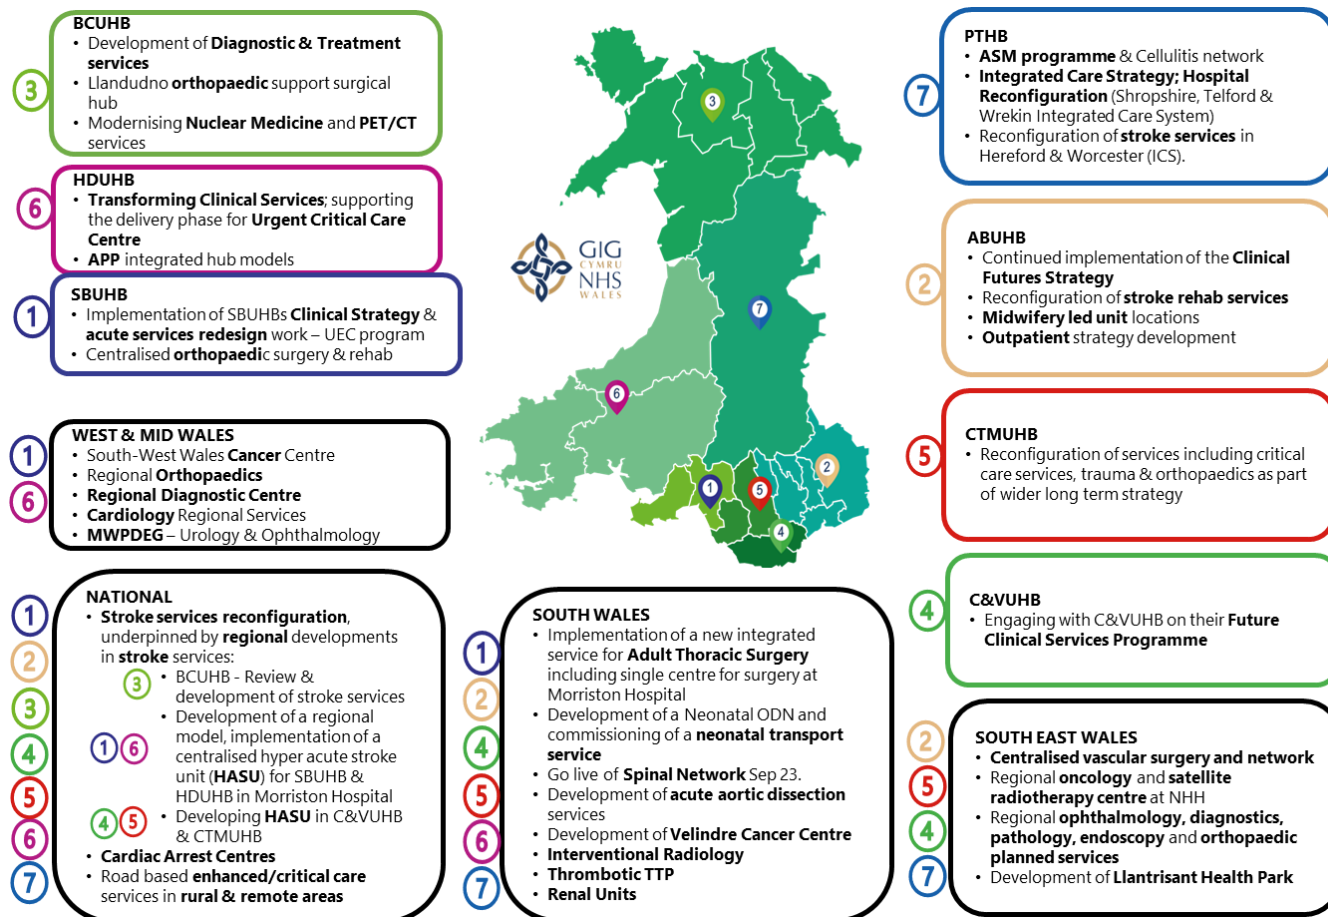 BCUHB
• Development of Diagnostic & Treatment
services
• Llandudno orthopaedic support surgical
hub
• Modernising Nuclear Medicine and PET/CT
services
3
HDUHB
• Transforming Clinical Services; supporting
the delivery phase for Urgent Critical Care
Centre
• APP integrated hub models
6
SBUHB
• Implementation of SBUHBs Clinical Strategy &
acute services redesign work – UEC program
• Centralised orthopaedic surgery & rehab
1
WEST & MID WALES
• South-West Wales Cancer Centre
• Regional Orthopaedics
• Regional Diagnostic Centre
• Cardiology Regional Services
• MWPDEG – Urology & Ophthalmology
1
6
NATIONAL
• Stroke services reconfiguration,
underpinned by regional developments
in stroke services:
3
• BCUHB - Review &
development of stroke services
• Development of a regional
model, implementation of a
centralised hyper acute stroke
unit (HASU) for SBUHB &
HDUHB in Morriston Hospital
1 6
• Developing HASU in C&VUHB
& CTMUHB
4 5
• Cardiac Arrest Centres
• Road based enhanced/critical care
services in rural & remote areas
1
2
3
4
5
6
7
GIG
CYMRU
NHS
WALES
3
7
6
2
1
5
4
SOUTH WALES
• Implementation of a new integrated
service for Adult Thoracic Surgery
including single centre for surgery at
Morriston Hospital
• Development of a Neonatal ODN and
commissioning of a neonatal transport
service
• Go live of Spinal Network Sep 23.
• Development of acute aortic dissection
services
• Development of Velindre Cancer Centre
• Interventional Radiology
• Thrombotic TTP
• Renal Units
1
2
4
5
6
7
PTHB
• ASM programme & Cellulitis network
• Integrated Care Strategy; Hospital
Reconfiguration (Shropshire, Telford &
Wrekin Integrated Care System)
• Reconfiguration of stroke services in
Hereford & Worcester (ICS).
7
ABUHB
• Continued implementation of the Clinical
Futures Strategy
• Reconfiguration of stroke rehab services
• Midwifery led unit locations
• Outpatient strategy development
2
CTMUHB
• Reconfiguration of services including critical
care services, trauma & orthopaedics as part
of wider long term strategy
5
C&VUHB
• Engaging with C&VUHB on their Future
Clinical Services Programme
4
SOUTH EAST WALES
• Centralised vascular surgery and network
• Regional oncology and satellite
radiotherapy centre at NHH
• Regional ophthalmology, diagnostics,
pathology, endoscopy and orthopaedic
planned services
• Development of Llantrisant Health Park
2
5
4
7